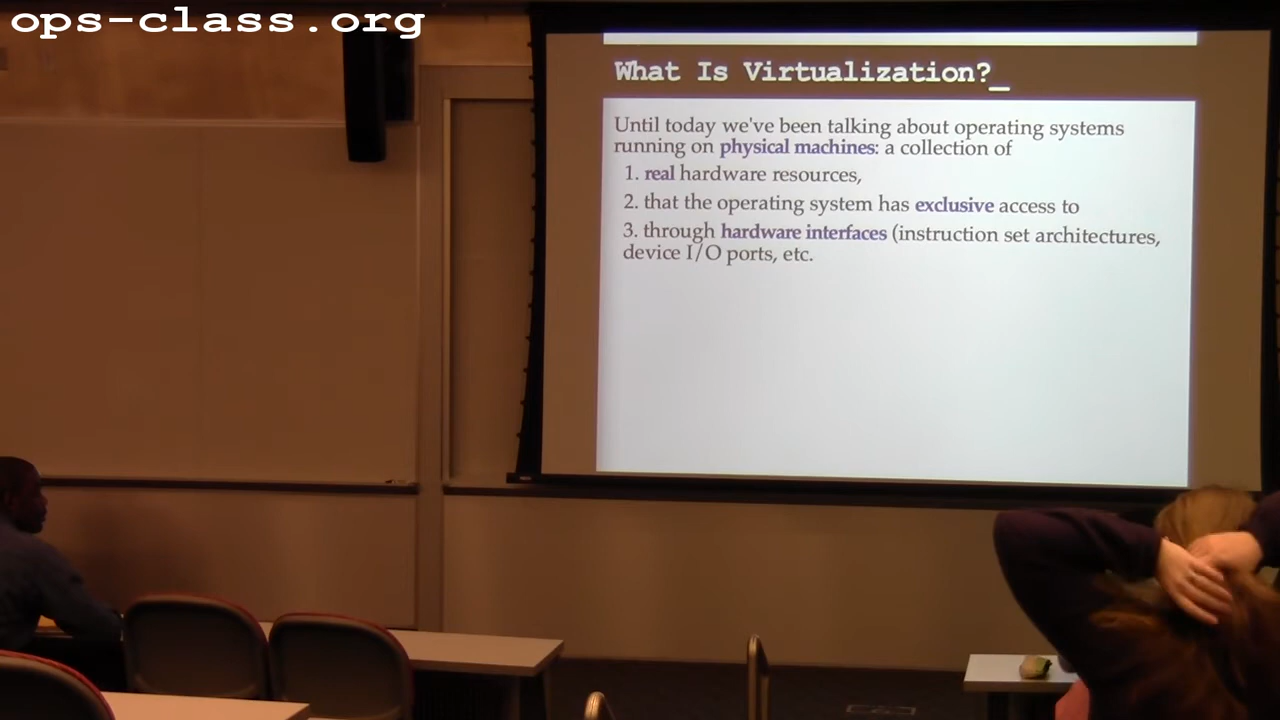 ops-class.org
What Is Virtualization?_
Until today we've been talking about operating systems
running on physical machines: a collection of
1. real hardware resources,
2. that the operating system has exclusive access to
3. through hardware interfaces (instruction set architectures,
device I/O ports, etc.